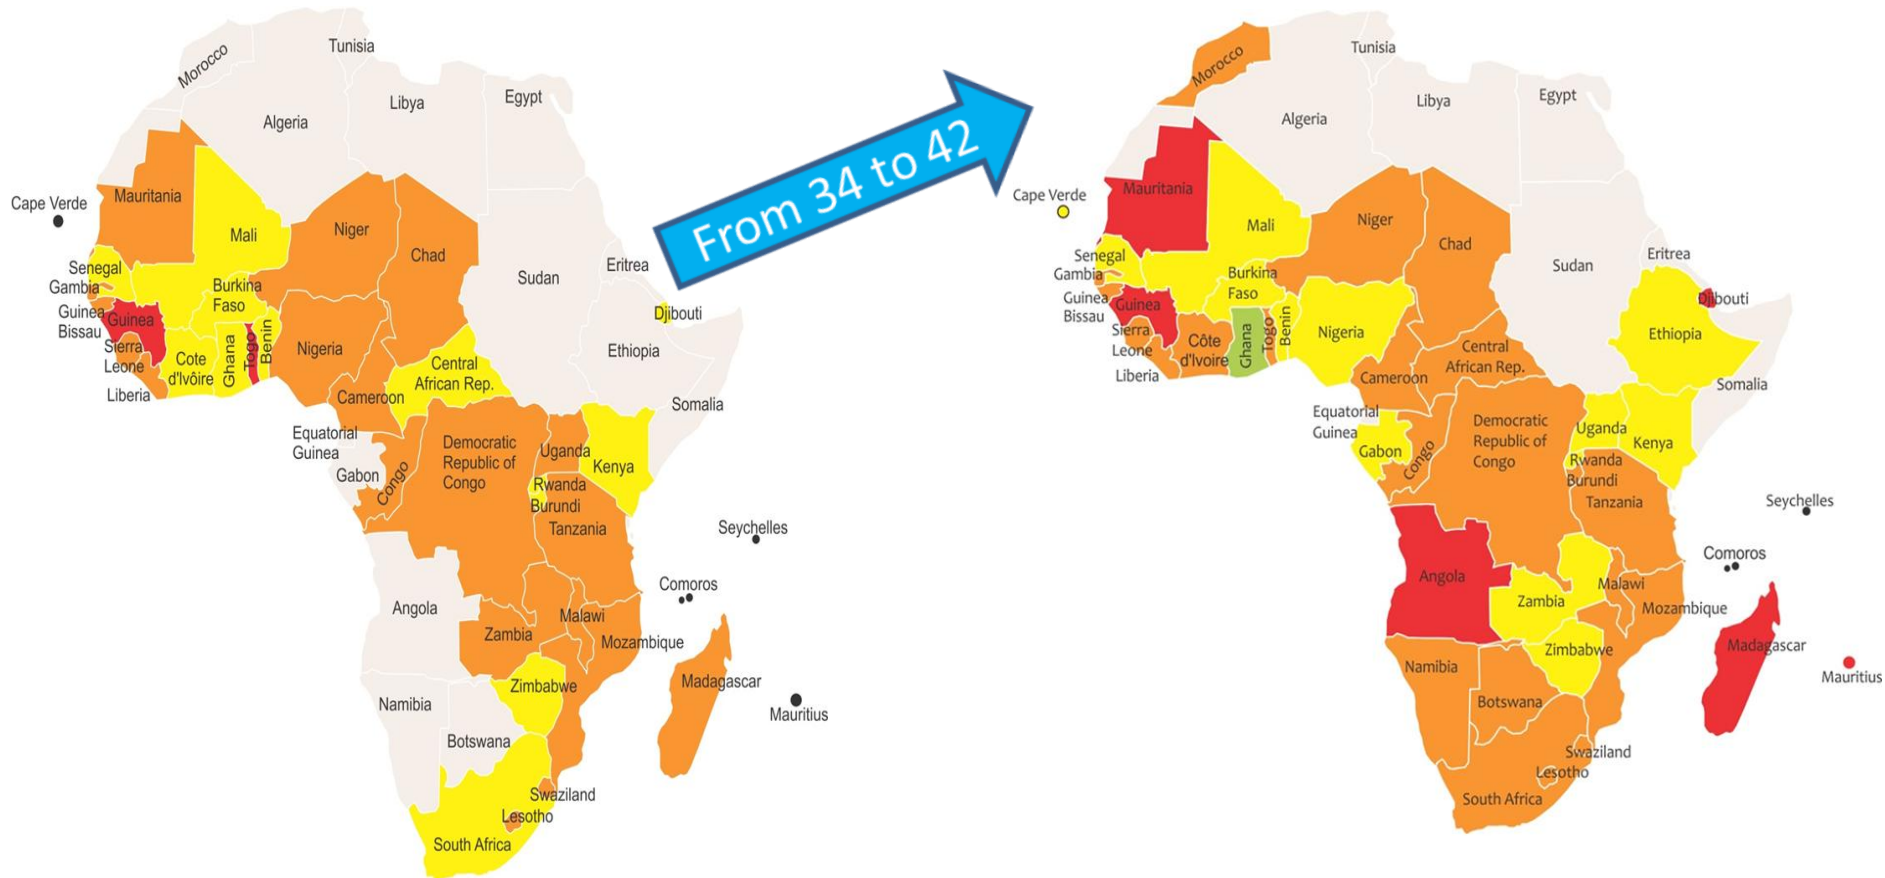 Morocco
Tunisia
Algeria
Libya
Egypt
Mauritania
Cape Verde
Mali
Niger
Chad
Sudan
Eritrea
Senegal
Gambia
Guinea
Bissau
Guinea
Burkina
Faso
Djibouti
Sierra
Leone
Liberia
Cote
d'Ivôire
Ghana
Togo
Benin
Nigeria
Ethiopia
Central
African Rep.
Cameroon
Somalia
Equatorial
Guinea
Gabon
Congo
Democratic
Republic of
Congo
Uganda
Kenya
Rwanda
Burundi
Tanzania
Seychelles
Comoros
Angola
Zambia
Malawi
Mozambique
Zimbabwe
Madagascar
Mauritius
Namibia
Botswana
Swaziland
Lesotho
South Africa
From 34 to 42
Morocco
Tunisia
Algeria
Libya
Egypt
Mauritania
Cape Verde
Mali
Niger
Chad
Sudan
Eritrea
Senegal
Gambia
Guinea
Bissau
Guinea
Burkina
Faso
Djibouti
Sierra
Leone
Liberia
Côte
d'Ivoire
Ghana
Togo
Benin
Nigeria
Ethiopia
Central
African Rep.
Cameroon
Somalia
Equatorial
Guinea
Gabon
Congo
Democratic
Republic of
Congo
Uganda
Kenya
Rwanda
Burundi
Tanzania
Seychelles
Comoros
Angola
Zambia
Malawi
Mozambique
Zimbabwe
Madagascar
Mauritius
Namibia
Botswana
Swaziland
Lesotho
South Africa